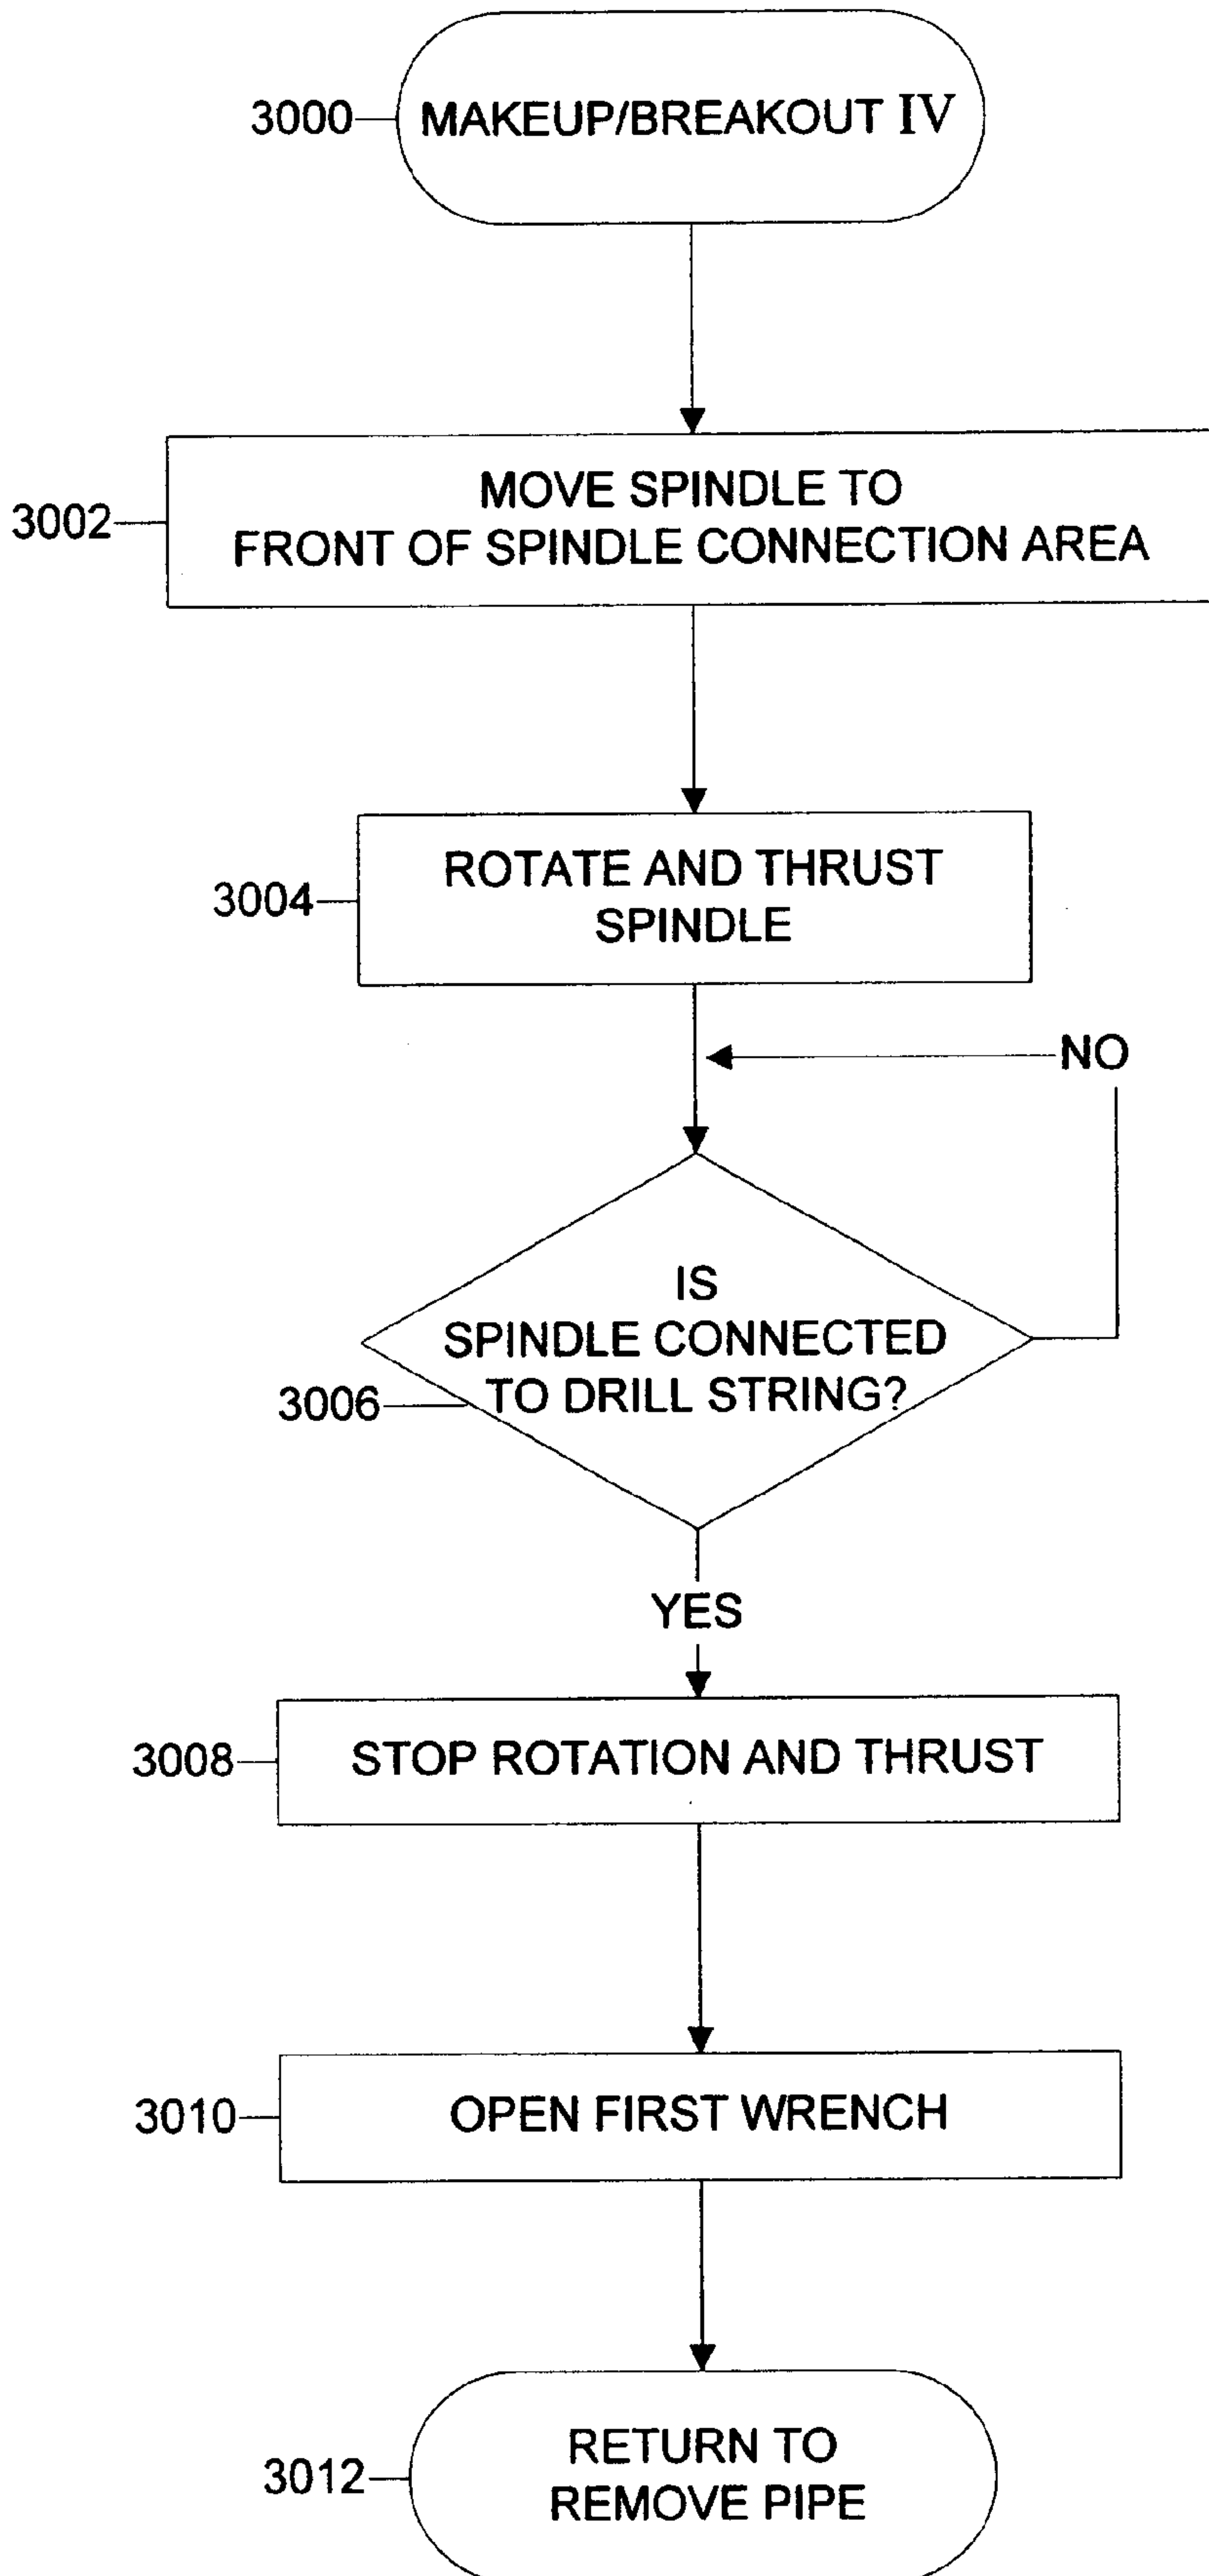 3000 MAKEUP/BREAKOUT IV
MOVE SPINDLE TO
3002 FRONT OF SPINDLE CONNECTION AREA
ROTATE AND THRUST
3004 SPINDLE
NO
IS
SPINDLE CONNECTED
3006 TO DRILL STRING?
YES
3008 STOP ROTATION AND THRUST
3010 OPEN FIRST WRENCH
RETURN TO
3012 REMOVE PIPE